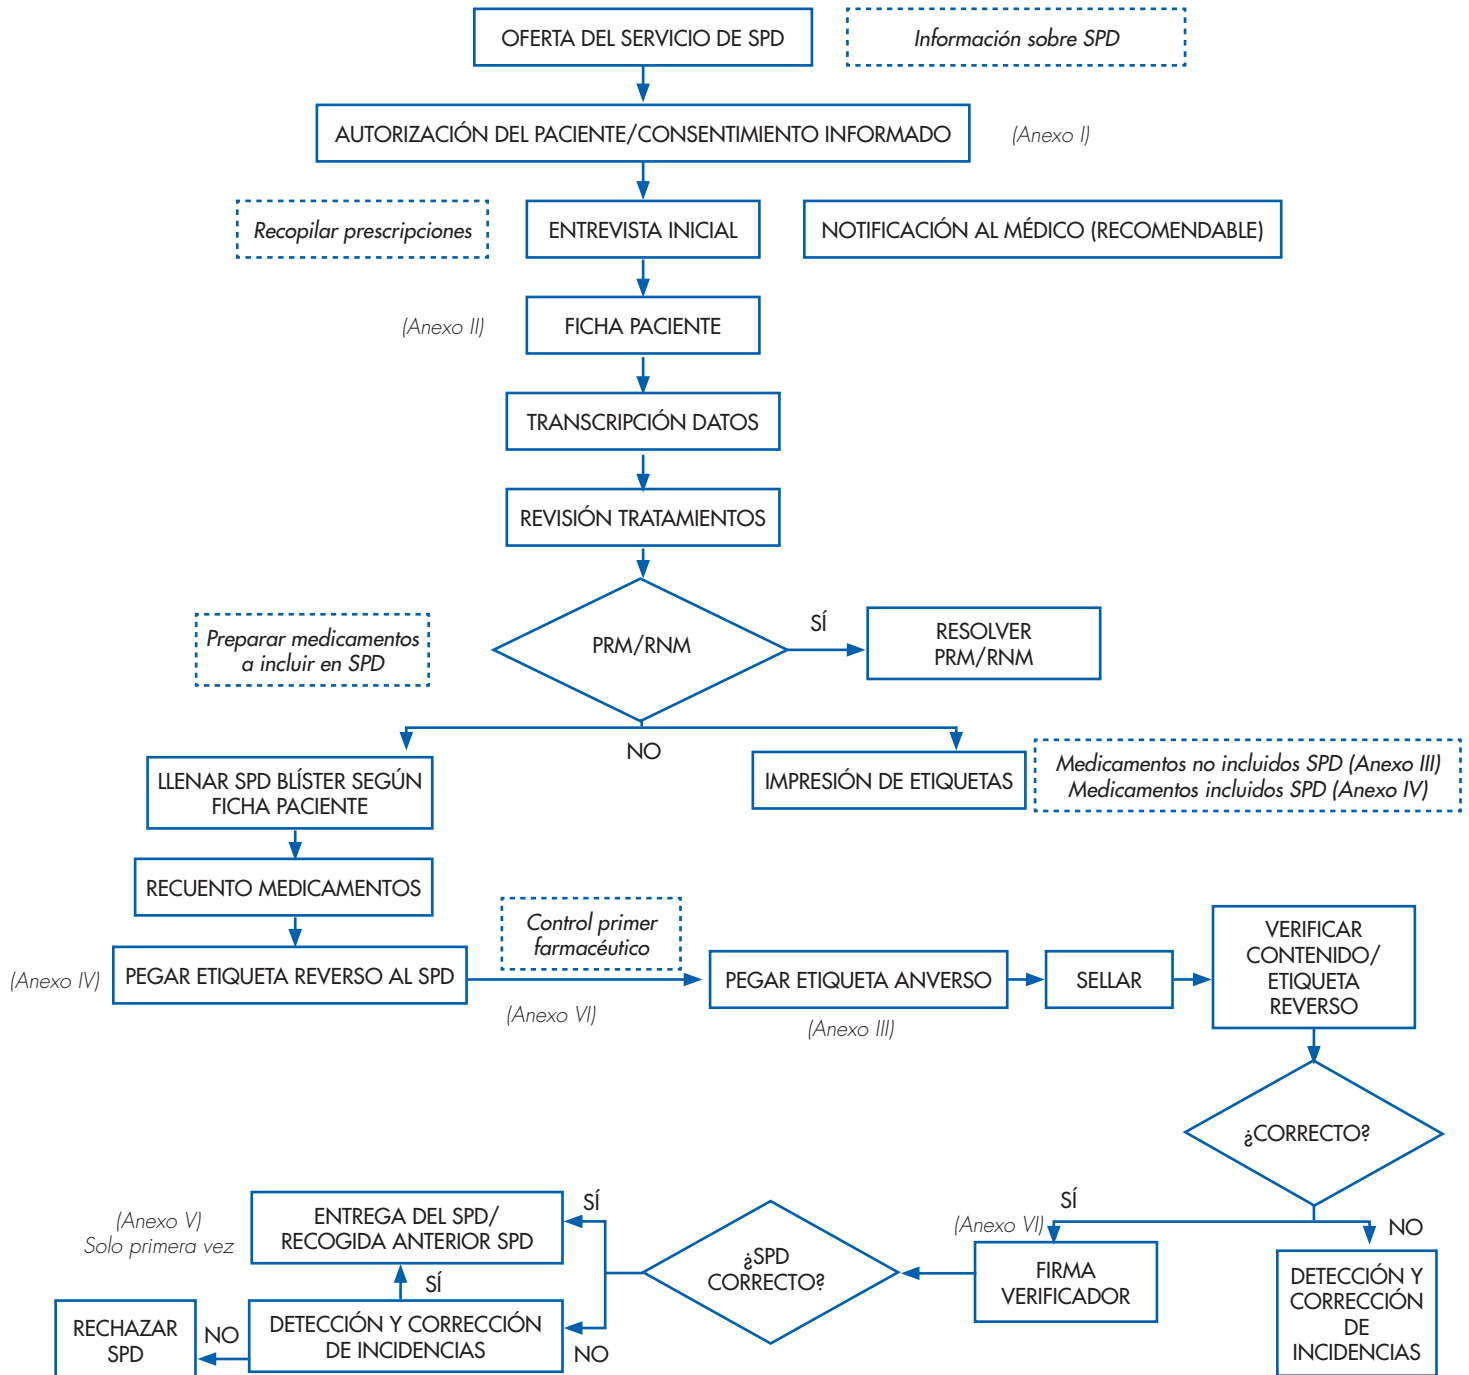 OFERTA DEL SERVICIO DE SPD
Información sobre SPD
AUTORIZACIÓN DEL PACIENTE/CONSENTIMIENTO INFORMADO
(Anexo I)
Recopilar prescripciones
ENTREVISTA INICIAL
NOTIFICACIÓN AL MÉDICO (RECOMENDABLE)
(Anexo II)
FICHA PACIENTE
TRANSCRIPCIÓN DATOS
REVISIÓN TRATAMIENTOS
Preparar medicamentos
a incluir en SPD
PRM/RNM
SÍ
RESOLVER
PRM/RNM
NO
LLENAR SPD BLÍSTER SEGÚN
FICHA PACIENTE
IMPRESIÓN DE ETIQUETAS
Medicamentos no incluidos SPD (Anexo III)
Medicamentos incluidos SPD (Anexo IV)
RECUENTO MEDICAMENTOS
(Anexo IV)
PEGAR ETIQUETA REVERSO AL SPD
Control primer
farmacéutico
(Anexo VI)
PEGAR ETIQUETA ANVERSO
(Anexo III)
SELLAR
VERIFICAR
CONTENIDO/
ETIQUETA
REVERSO
¿CORRECTO?
SÍ
NO
(Anexo VI)
FIRMA
VERIFICADOR
DETECCIÓN Y
CORRECCIÓN
DE
INCIDENCIAS
¿SPD
CORRECTO?
SÍ
(Anexo V)
Solo primera vez
ENTREGA DEL SPD/
RECOGIDA ANTERIOR SPD
SÍ
NO
DETECCIÓN Y CORRECCIÓN
DE INCIDENCIAS
NO
RECHAZAR
SPD